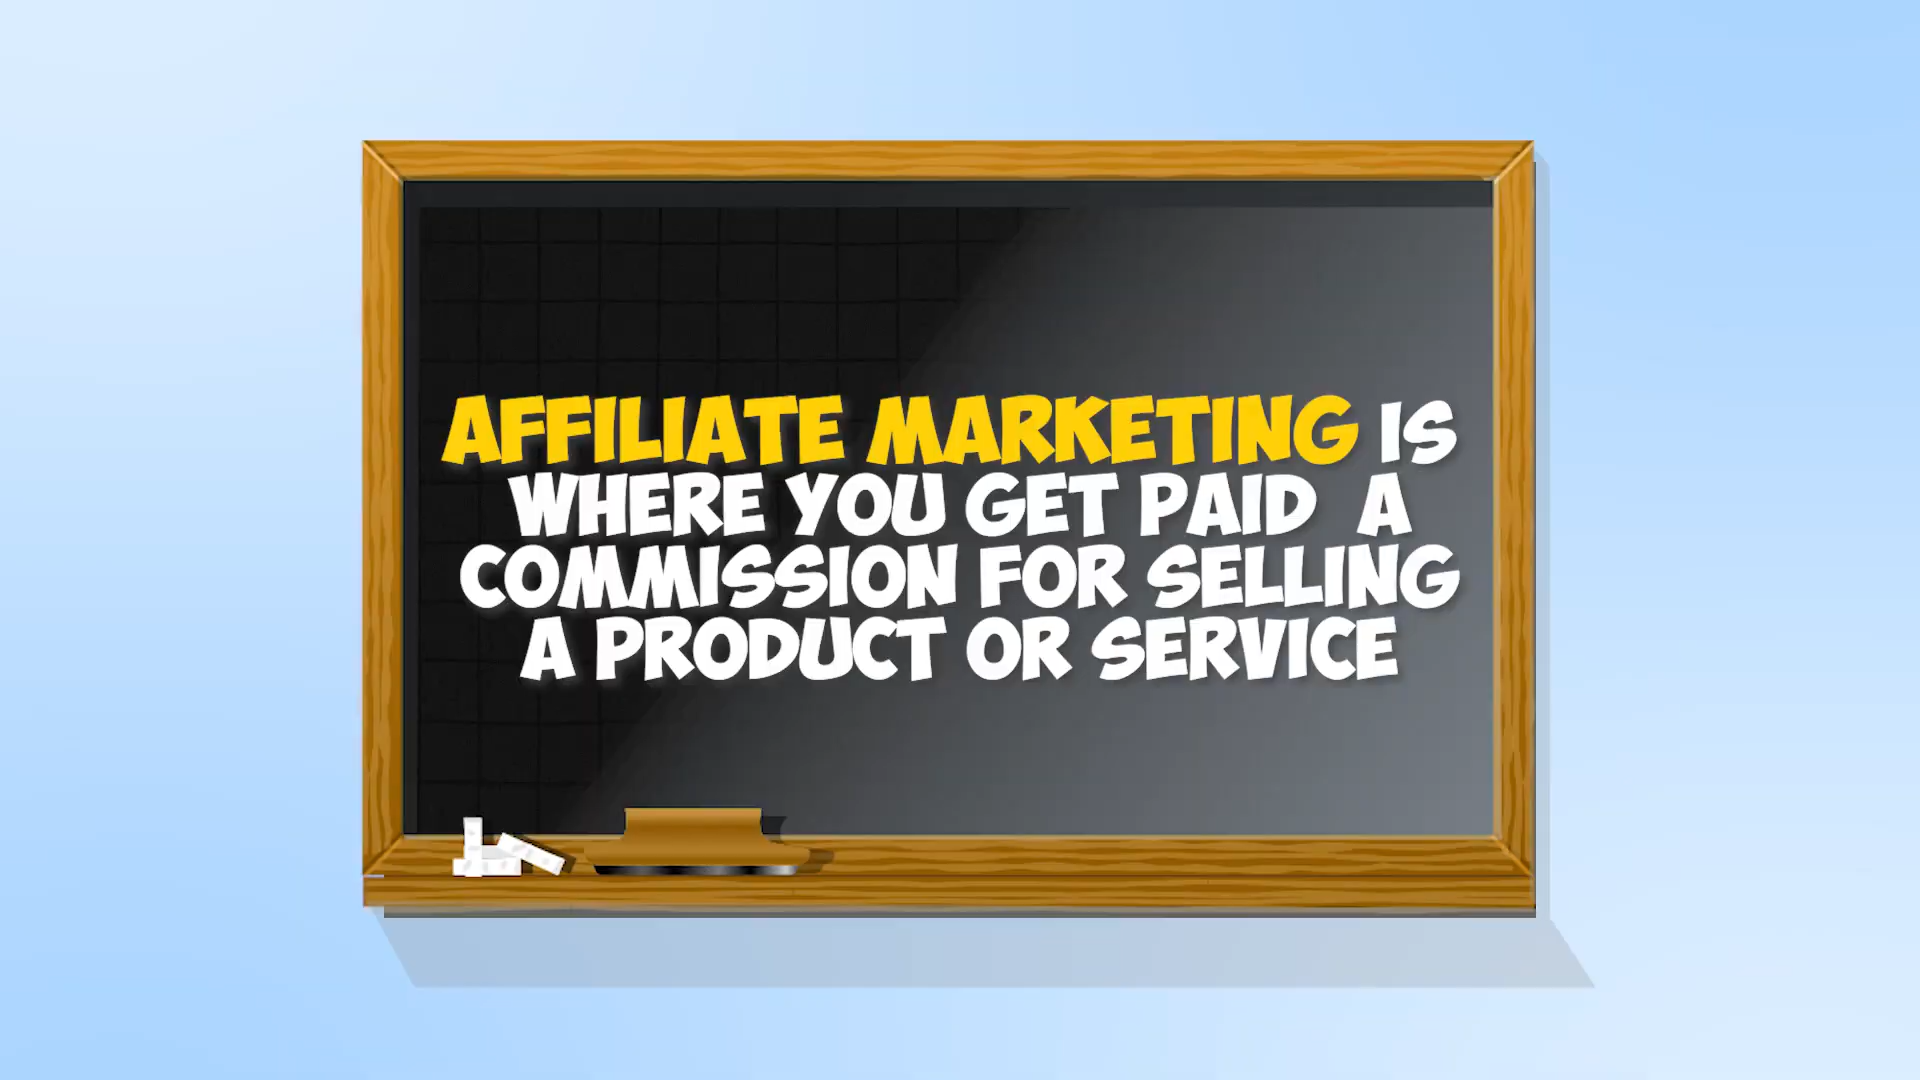 AFFILIATE MARKETING IS
WHERE YOU GET PAID A
COMMISSION FOR SELLING
A PRODUCT OR SERVICE